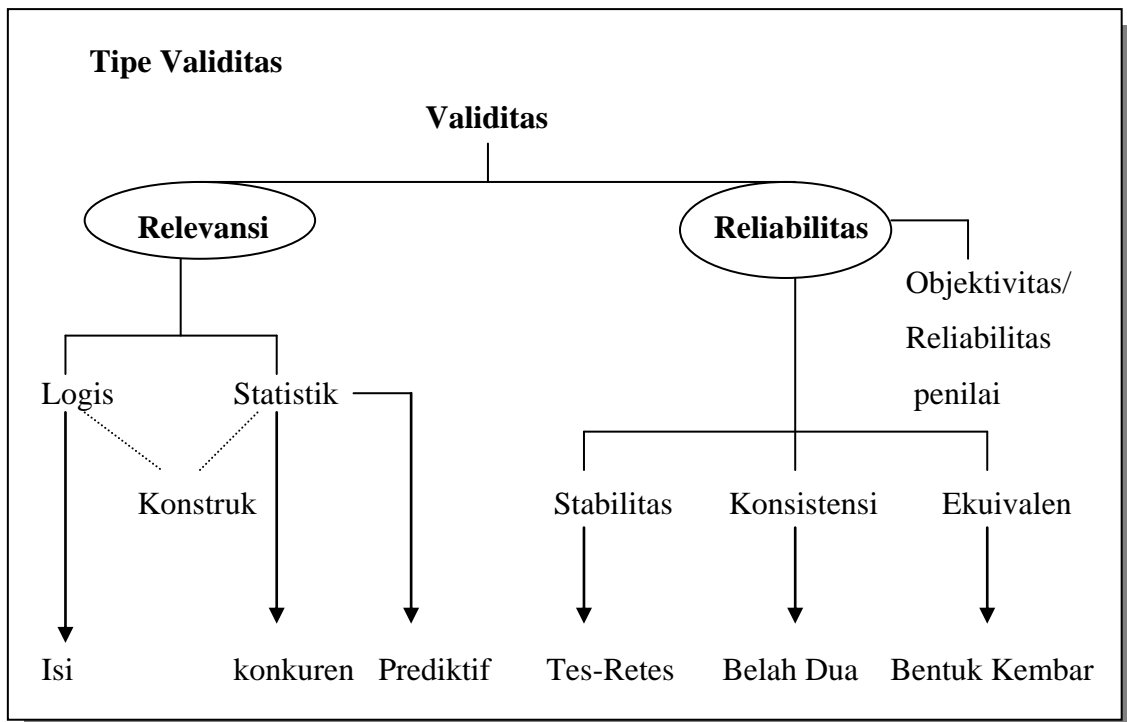 Tipe Validitas
Validitas
Relevansi
Reliabilitas
Objektivitas/
Reliabilitas
penilai
Logis
Statistik
Konstruk
Stabilitas
Konsistensi
Ekuivalen
Isi
konkuren
Prediktif
Tes-Retes
Belah Dua
Bentuk Kembar